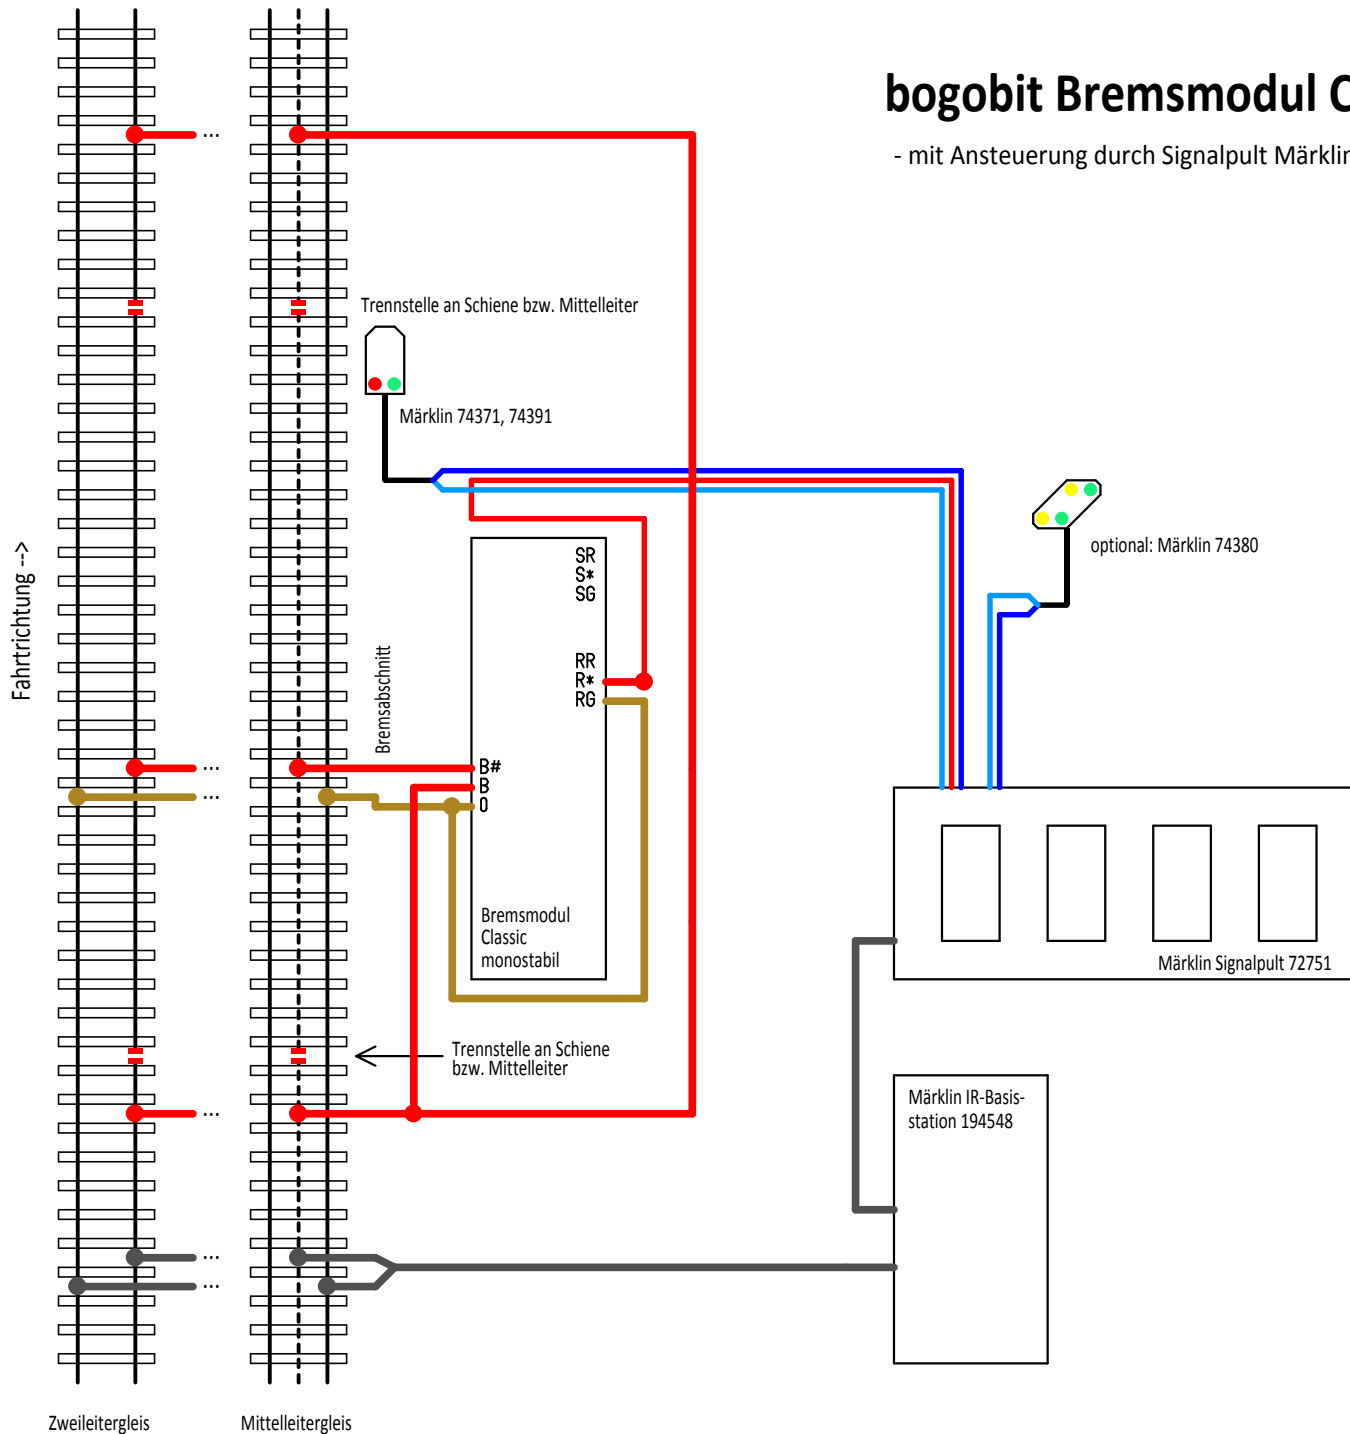 bogobit Bremsmodul C
- mit Ansteuerung durch Signalpult Märklin
...
Trennstelle an Schiene bzw. Mittelleiter
Märklin 74371, 74391
optional: Märklin 74380
Fahrtrichtung -->
Bremsabschnitt
SR
S*
SG
RR
R*
RG
...
...
B#
B
0
Bremsmodul
Classic
monostabil
Märklin Signalpult 72751
Trennstelle an Schiene
bzw. Mittelleiter
...
Märklin IR-Basis-
station 194548
...
...
Zweileitergleis
Mittelleitergleis